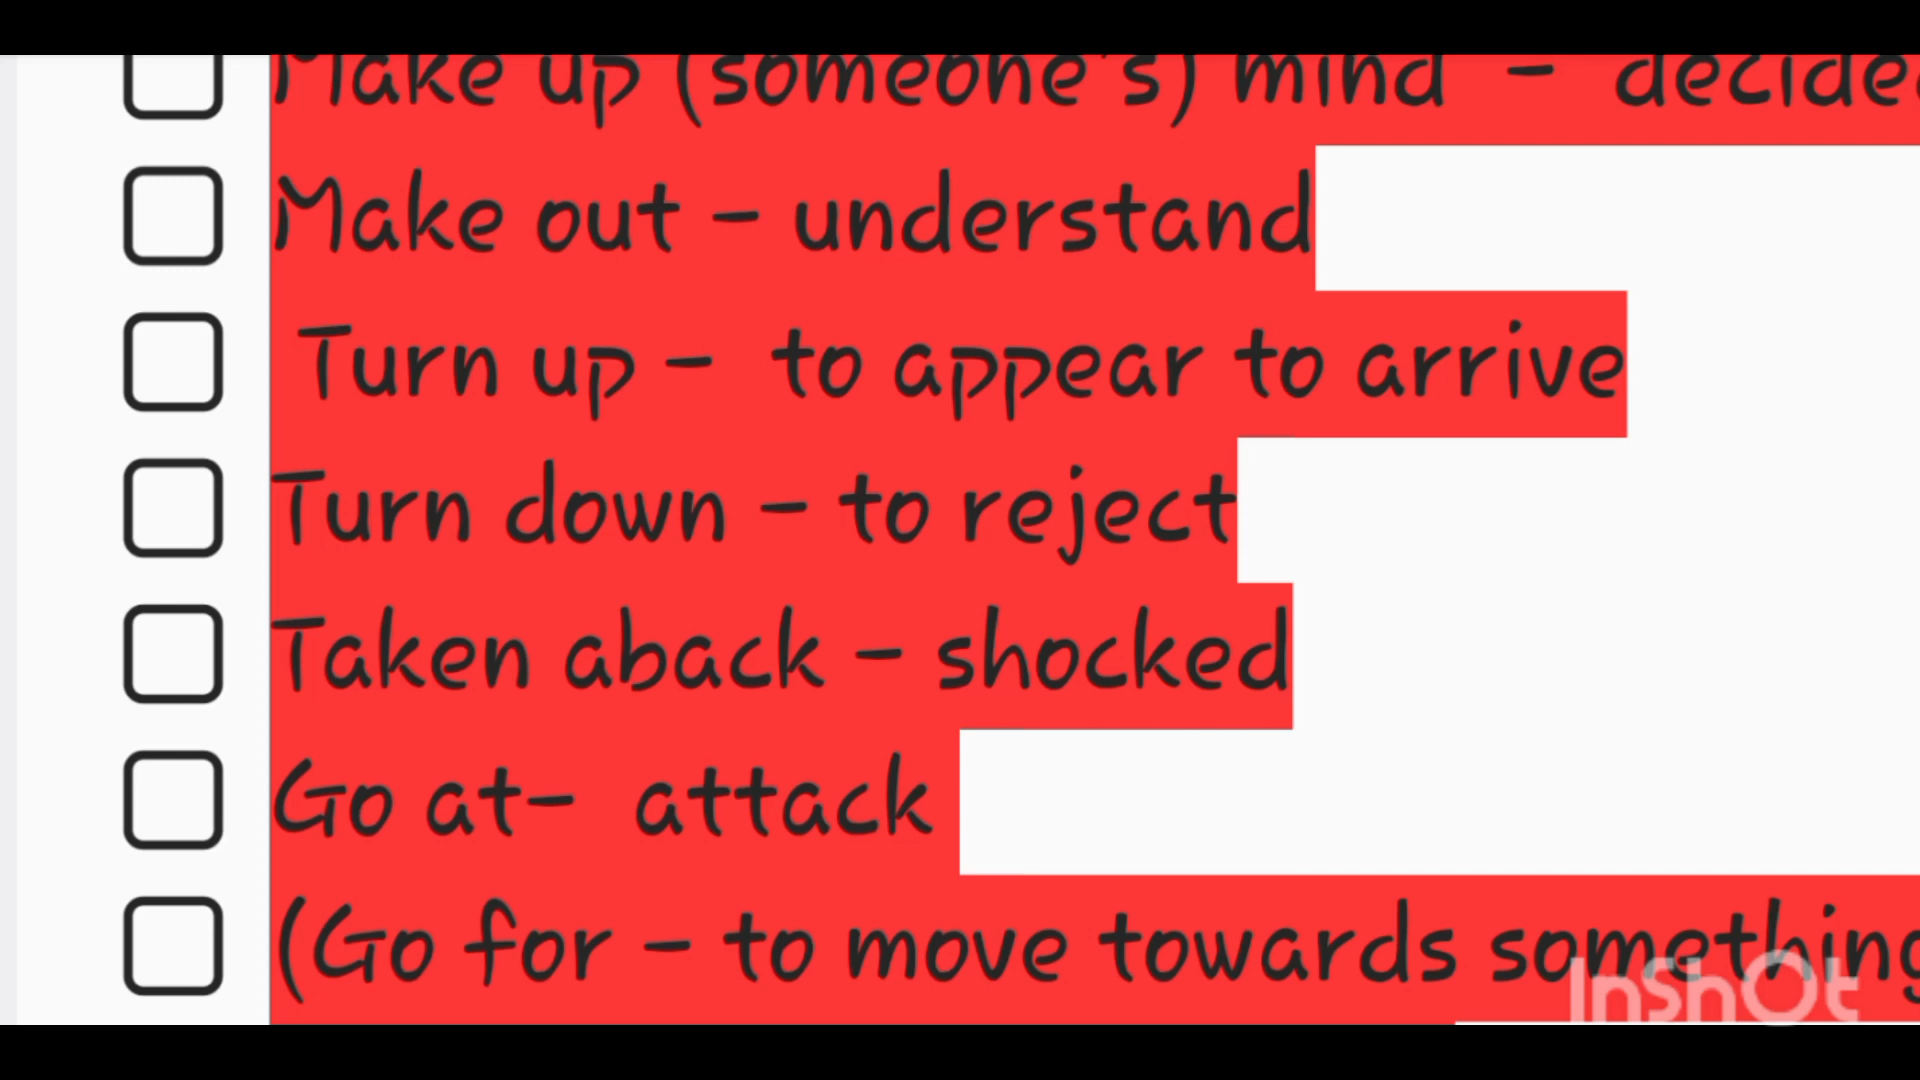 Make up (someone's) mind - decided
Make out - understand
Turn up - to appear to arrive
Turn down - to reject
Taken aback - shocked
Go at- attack
(Go for - to move towards something
InShOt